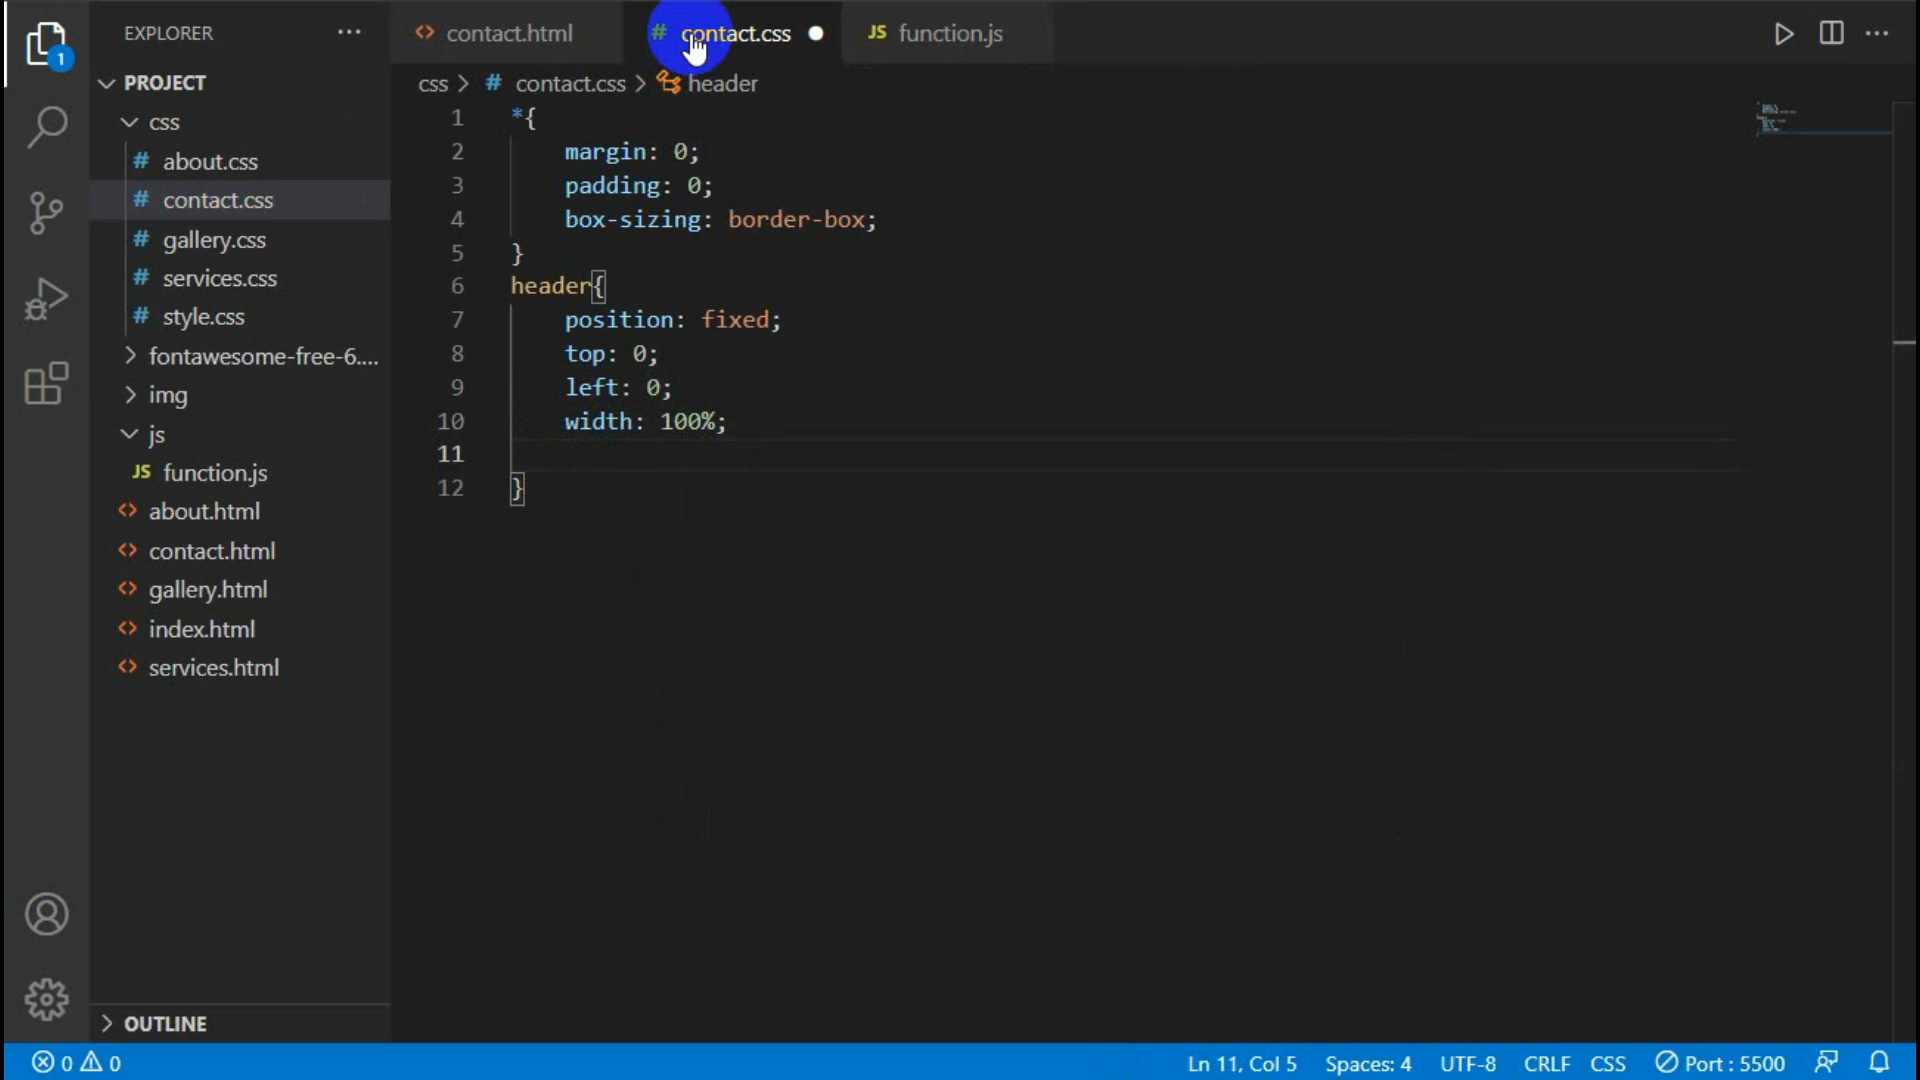 EXPLORER ...
PROJECT
css
# about.css
# contact.css
# gallery.css
# services.css
# style.css
fontawesome-free-6....
img
js
JS function.js
<> about.html
<> contact.html
<> gallery.html
<> index.html
<> services.html
OUTLINE
1
<> contact.html
# contact.css
JS function.js
css > # contact.css > header
1 *{
2 margin: 0;
3 padding: 0;
4 box-sizing: border-box;
5 }
6 header{
7 position: fixed;
8 top: 0;
9 left: 0;
10 width: 100%;
11
12 }
0 0 Ln 11, Col 5 Spaces: 4 UTF-8 CRLF CSS Port : 5500